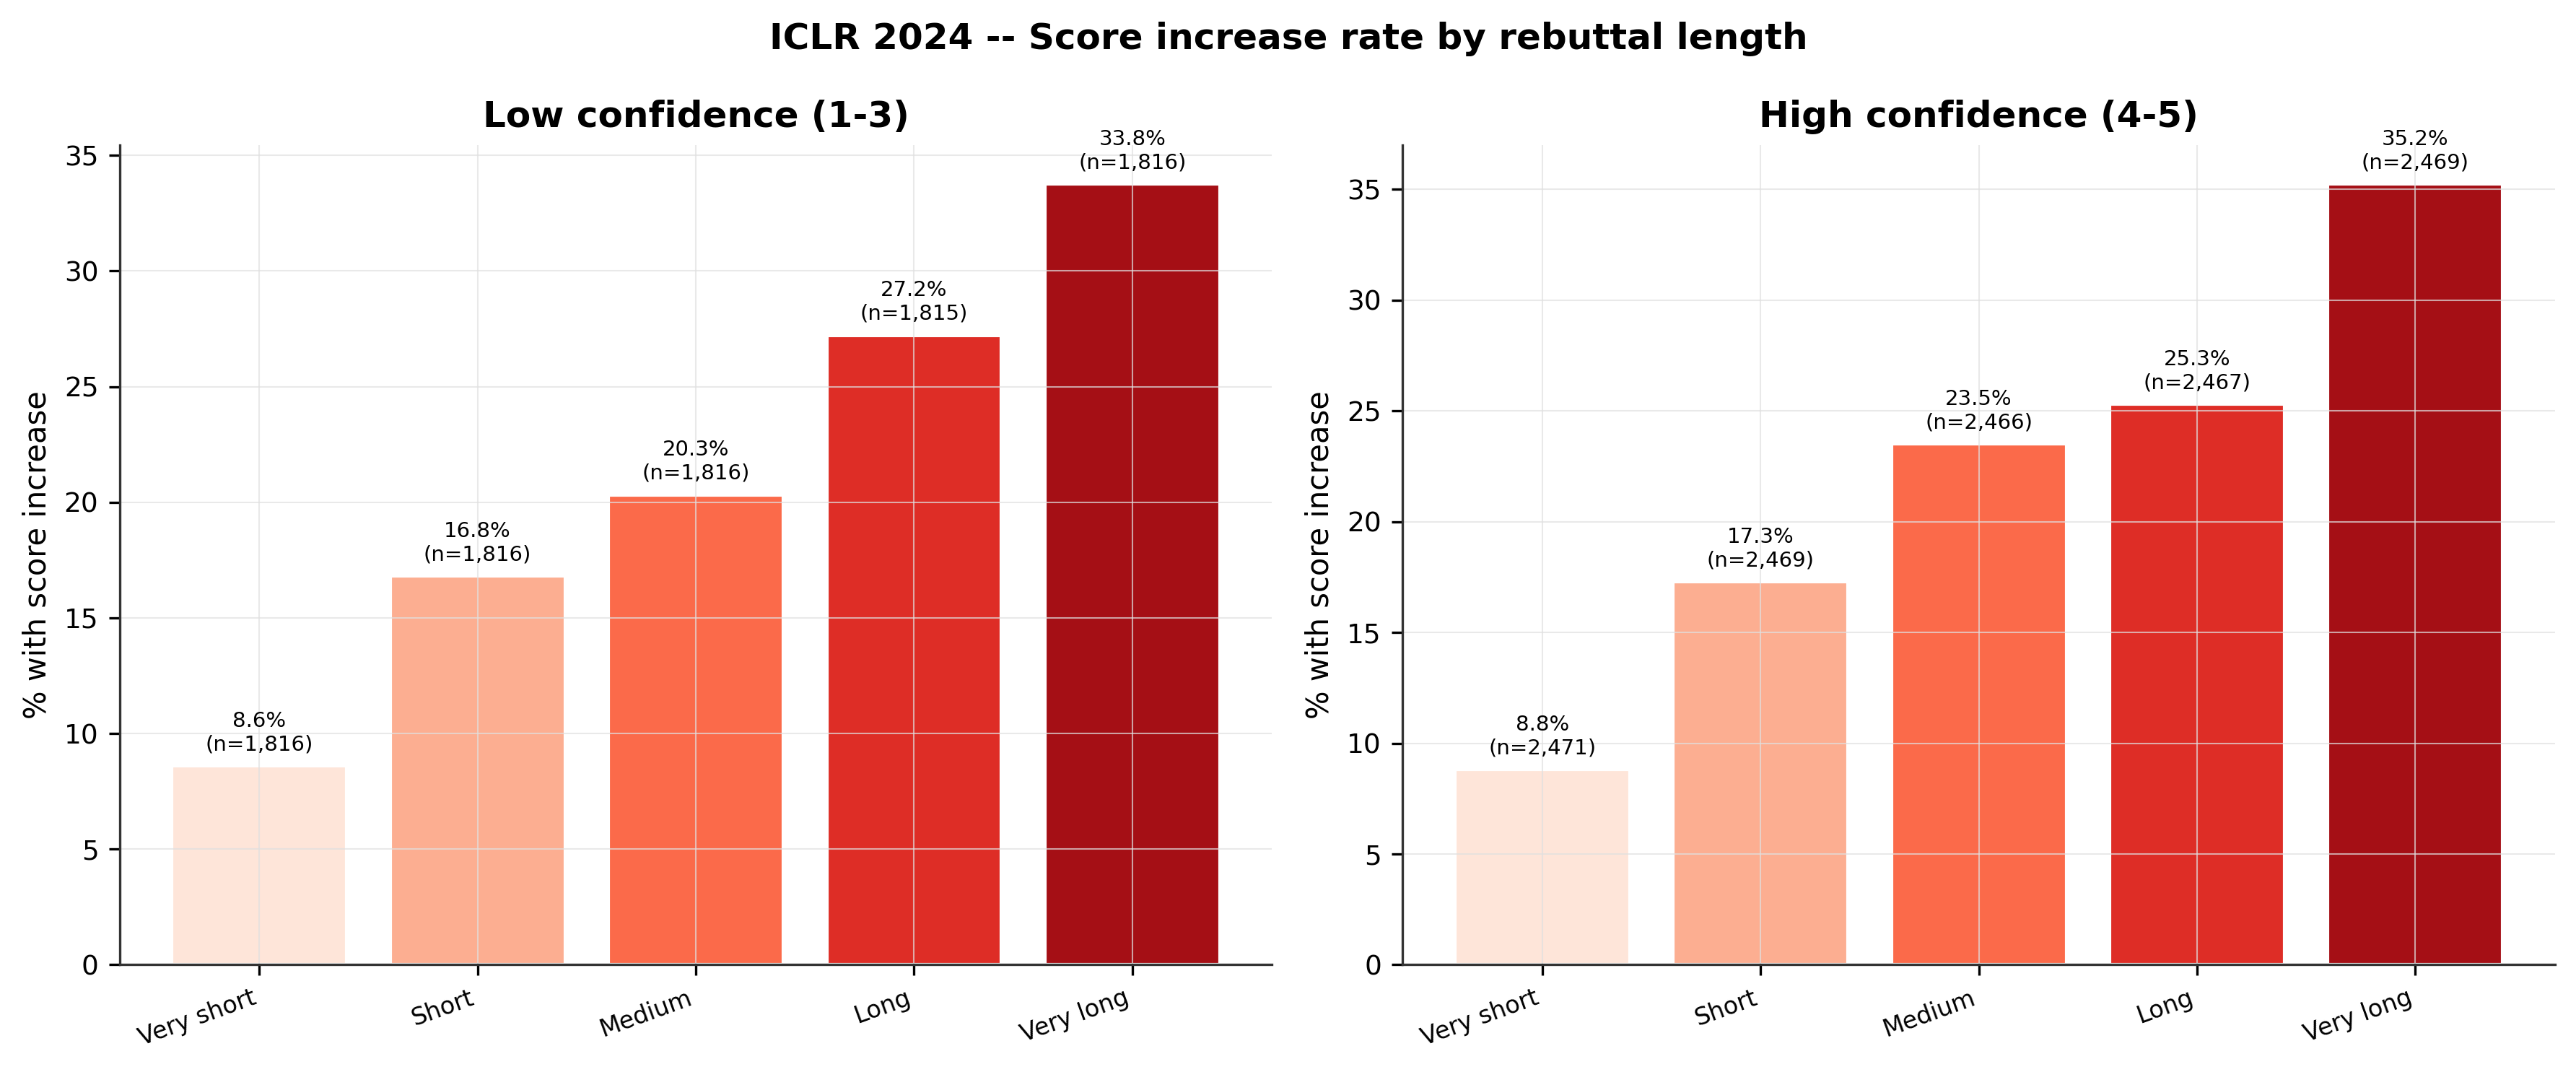 ICLR 2024 -- Score increase rate by rebuttal length
Low confidence (1-3)
% with score increase
35
30
25
20
15
10
5
0
8.6%
(n=1,816)
16.8%
(n=1,816)
20.3%
(n=1,816)
27.2%
(n=1,815)
33.8%
(n=1,816)
Very short
Short
Medium
Long
Very long
High confidence (4-5)
% with score increase
35
30
25
20
15
10
5
0
8.8%
(n=2,471)
17.3%
(n=2,469)
23.5%
(n=2,466)
25.3%
(n=2,467)
35.2%
(n=2,469)
Very short
Short
Medium
Long
Very long